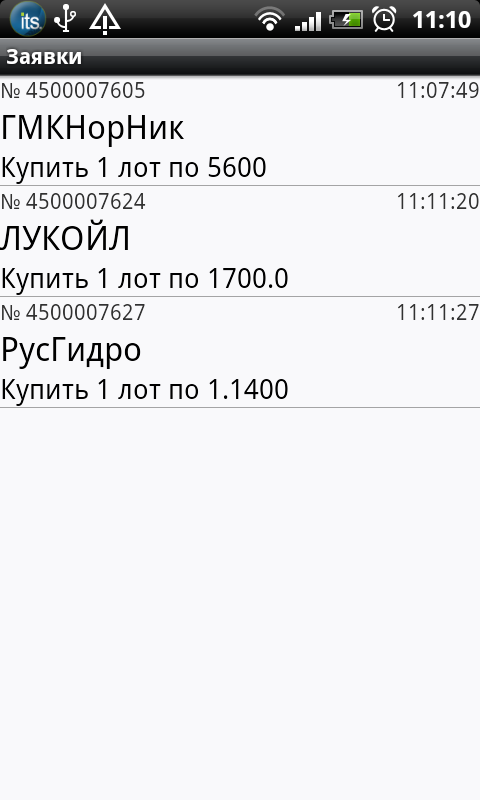 its. 11:10
Заявки
№ 4500007605 11:07:49
ГМКНорНик
Купить 1 лот по 5600
№ 4500007624 11:11:20
ЛУКОЙЛ
Купить 1 лот по 1700.0
№ 4500007627 11:11:27
РусГидро
Купить 1 лот по 1.1400